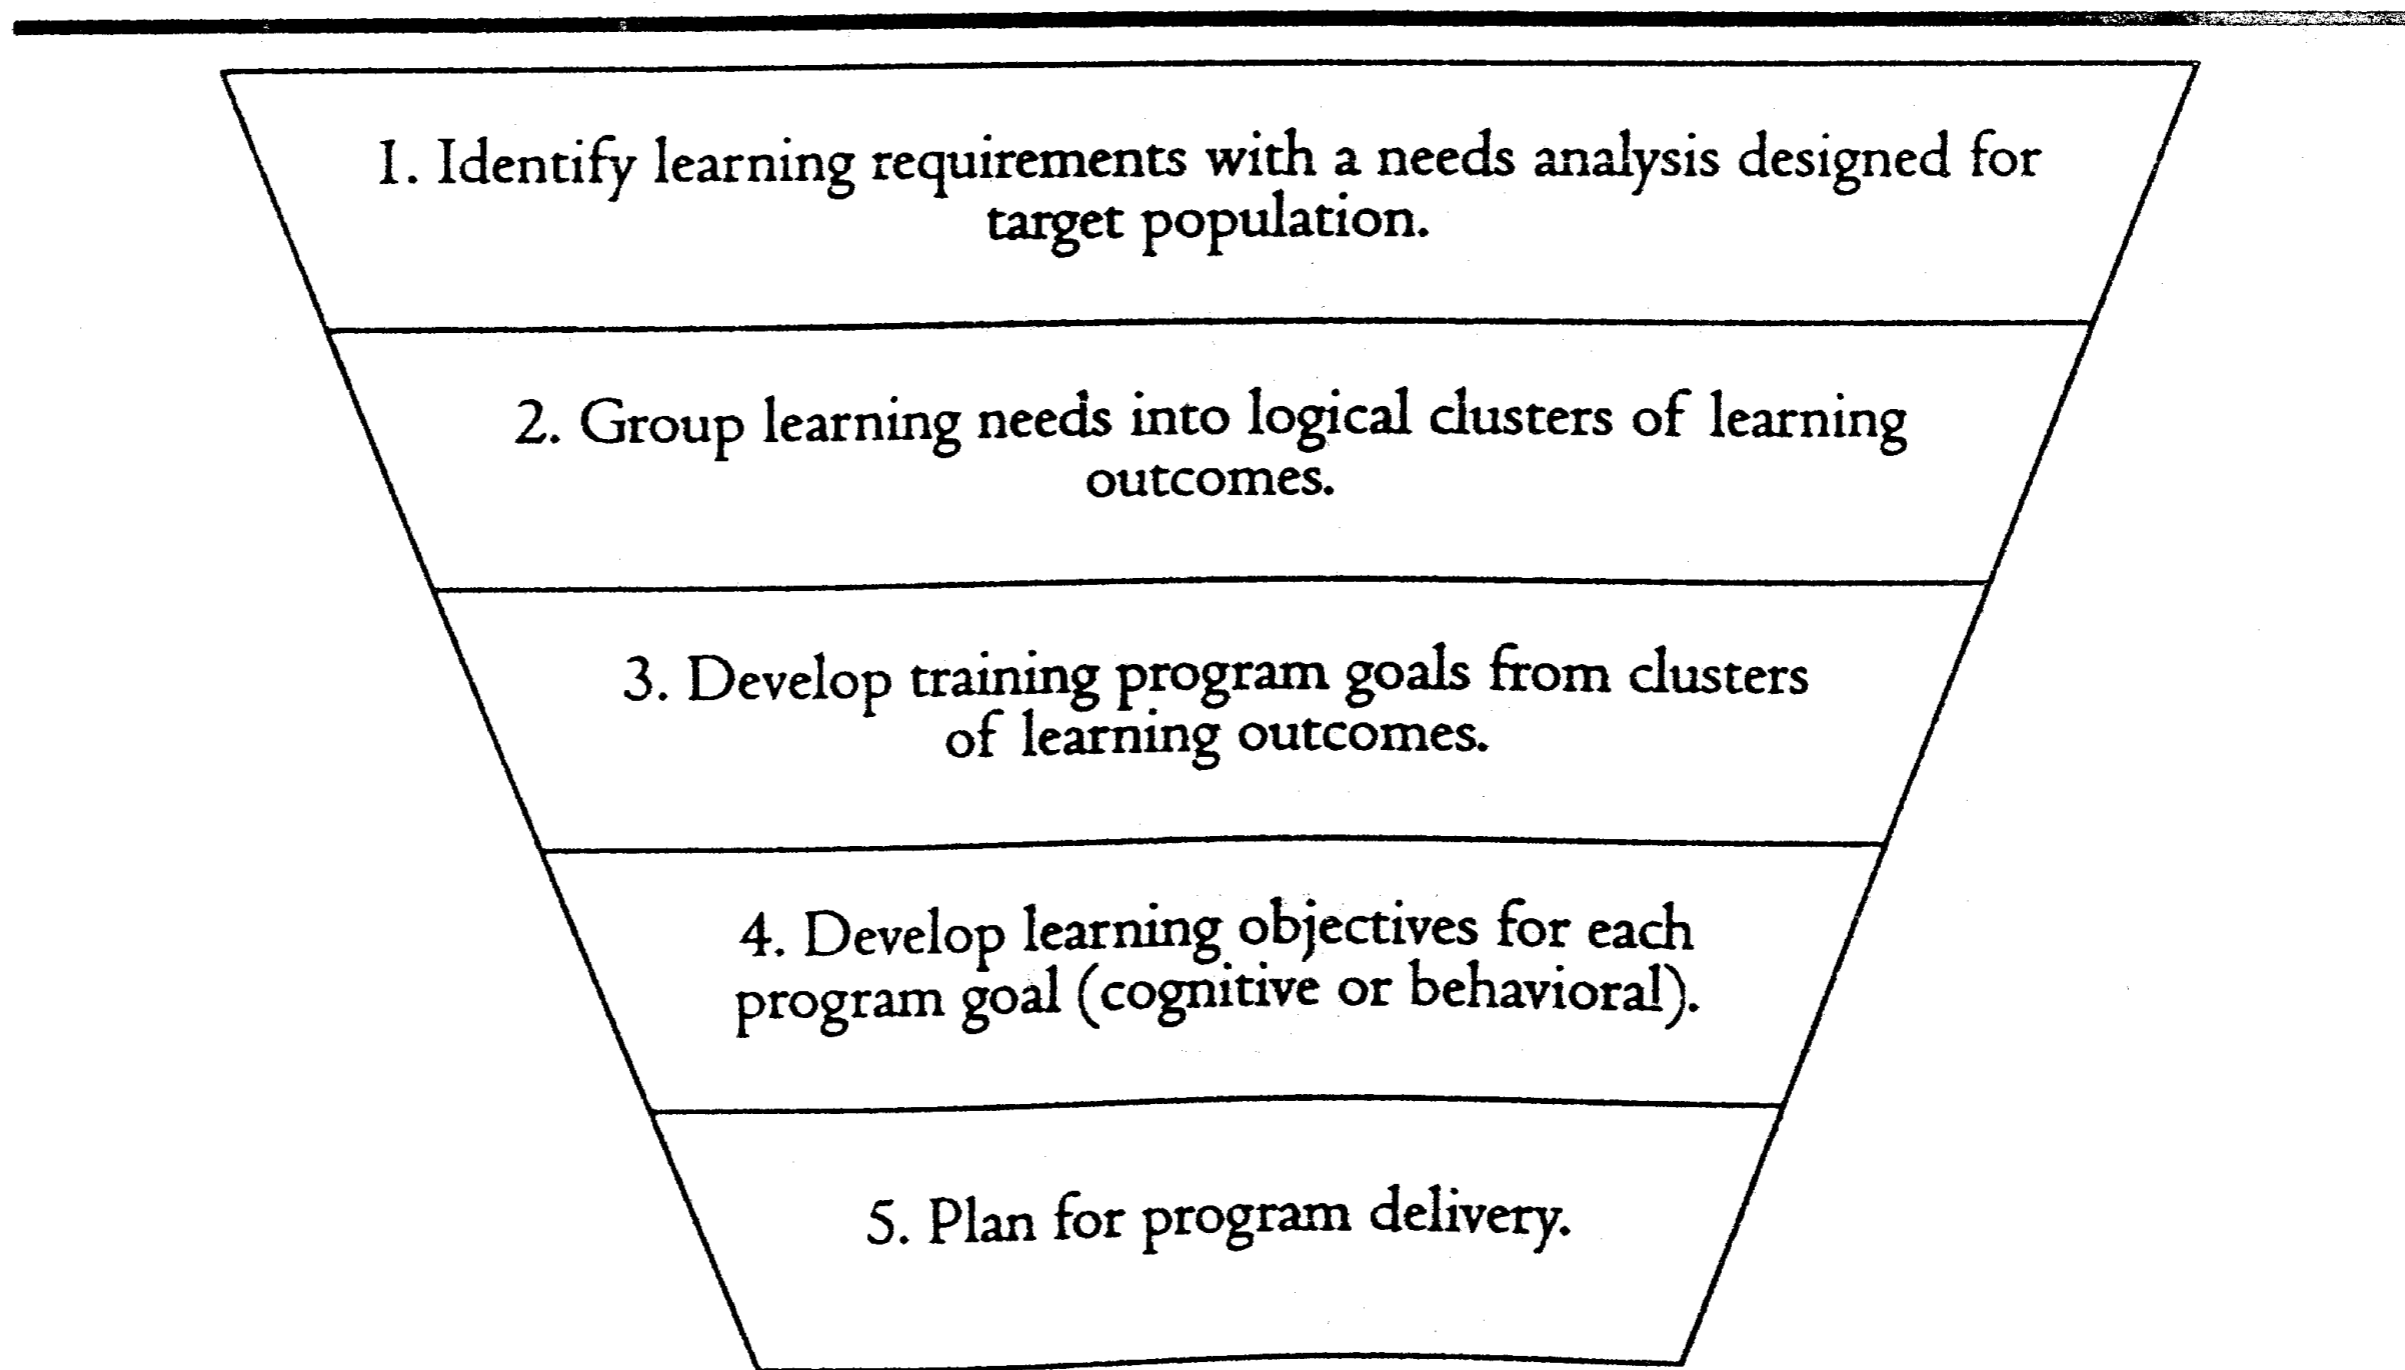 1. Identify learning requirements with a needs analysis designed for
target population.
2. Group learning needs into logical clusters of learning
outcomes.
3. Develop training program goals from clusters
of learning outcomes.
4. Develop learning objectives for each
program goal (cognitive or behavioral).
5. Plan for program delivery.